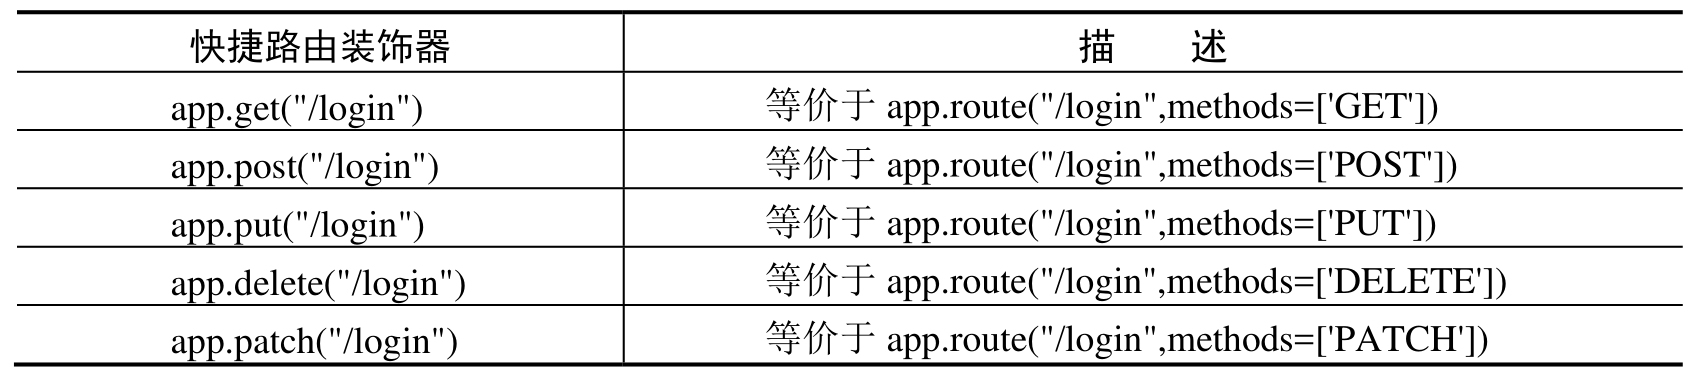 快捷路由装饰器 描 述
app.get("/login") 等价于 app.route("/login",methods=['GET'])
app.post("/login") 等价于 app.route("/login",methods=['POST'])
app.put("/login") 等价于 app.route("/login",methods=['PUT'])
app.delete("/login") 等价于 app.route("/login",methods=['DELETE'])
app.patch("/login") 等价于 app.route("/login",methods=['PATCH'])